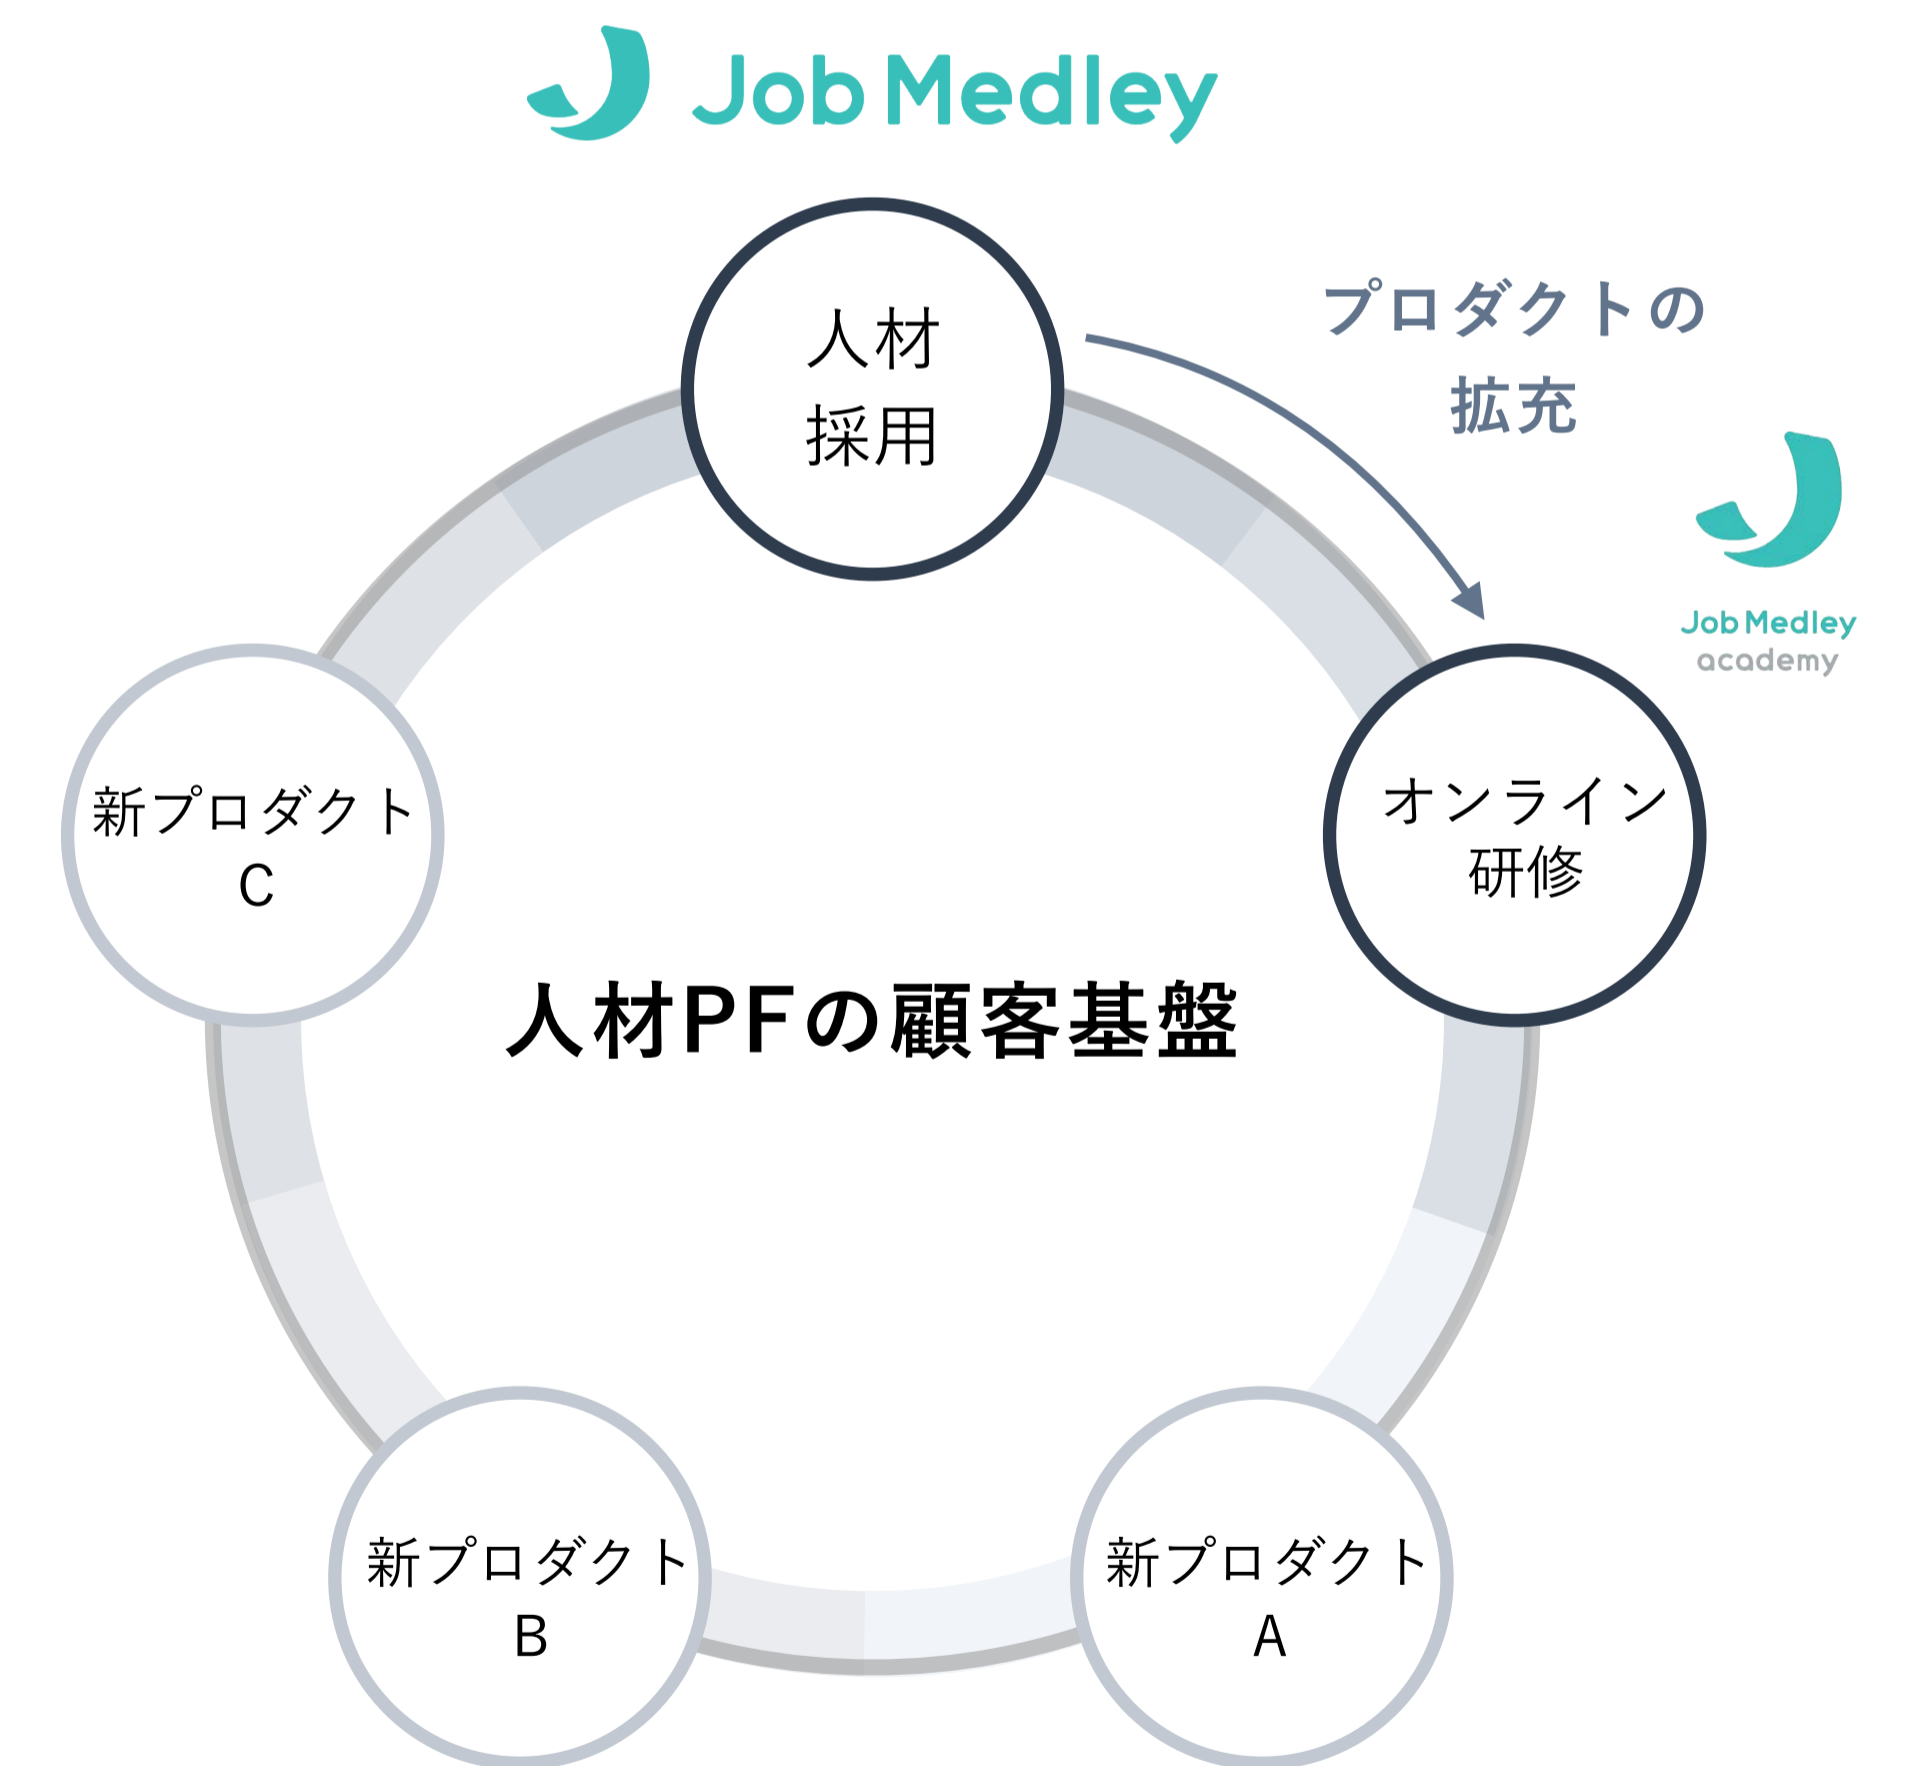 Job Medley
人材
採用
プロダクトの
拡充
Job Medley
academy
オンライン
研修
新プロダクト
C
人材PFの顧客基盤
新プロダクト
B
新プロダクト
A